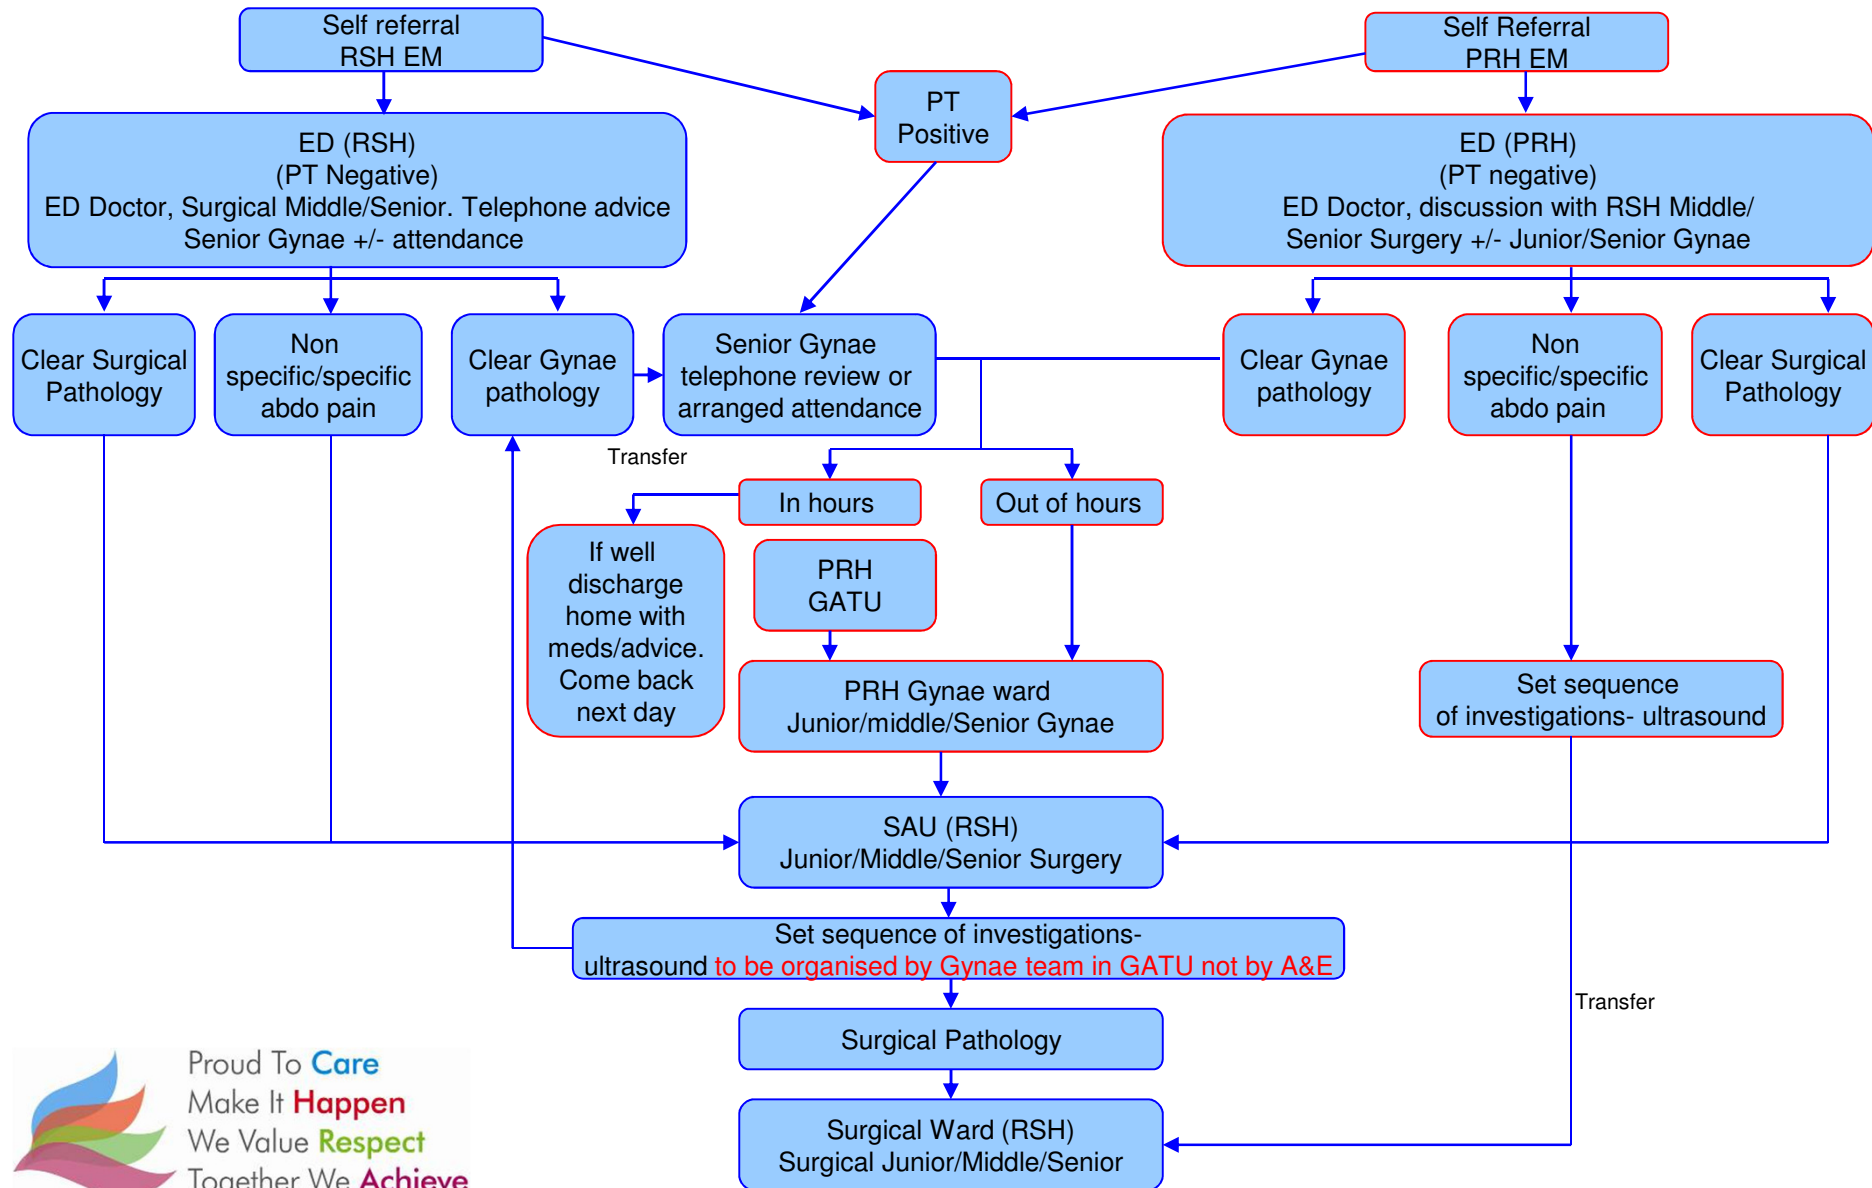 Self referral
RSH EM
Self Referral
PRH EM
PT
Positive
ED (RSH)
(PT Negative)
ED Doctor, Surgical Middle/Senior. Telephone advice
Senior Gynae +/- attendance
ED (PRH)
(PT negative)
ED Doctor, discussion with RSH Middle/
Senior Surgery +/- Junior/Senior Gynae
Clear Surgical
Pathology
Non
specific/specific
abdo pain
Clear Gynae
pathology
Senior Gynae
telephone review or
arranged attendance
Clear Gynae
pathology
Non
specific/specific
abdo pain
Clear Surgical
Pathology
Transfer
In hours
Out of hours
If well
discharge
home with
meds/advice.
Come back
next day
PRH
GATU
PRH Gynae ward
Junior/middle/Senior Gynae
Set sequence
of investigations- ultrasound
SAU (RSH)
Junior/Middle/Senior Surgery
Set sequence of investigations-
ultrasound to be organised by Gynae team in GATU not by A&E
Transfer
Surgical Pathology
Surgical Ward (RSH)
Surgical Junior/Middle/Senior
Proud To Care
Make It Happen
We Value Respect
Together We Achieve